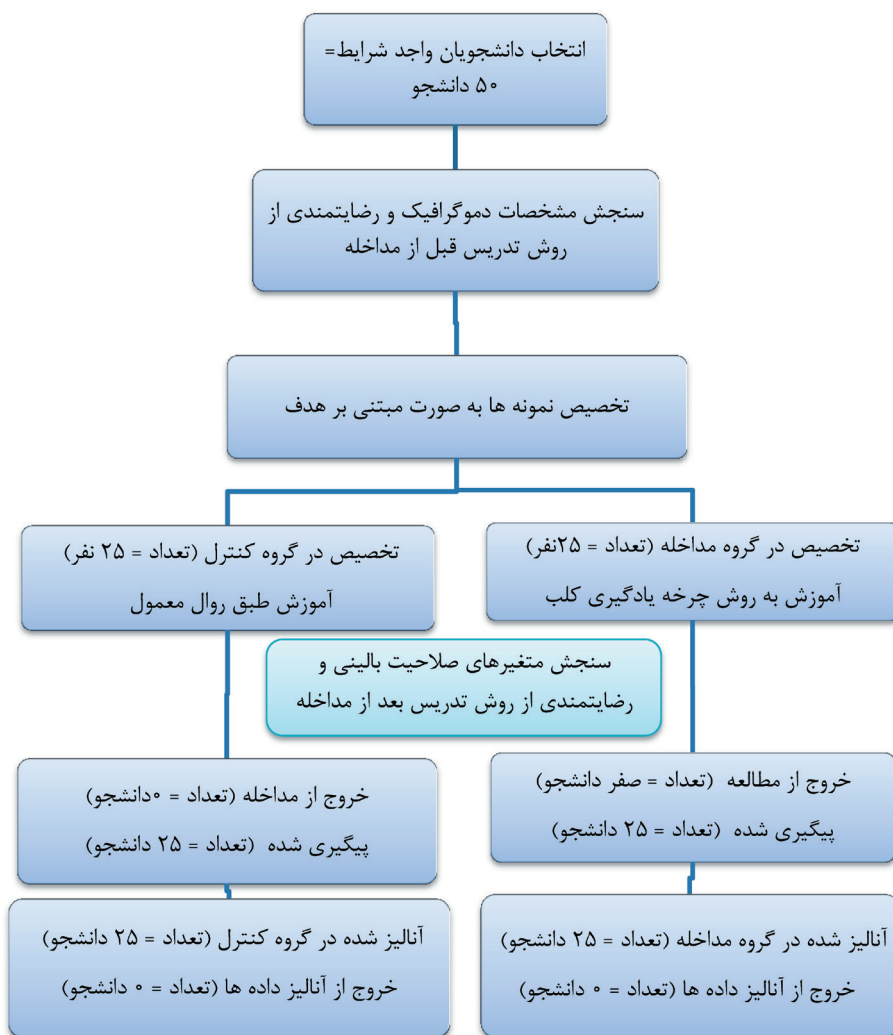 انتخاب دانشجویان واجد شرایط=
۵۰ دانشجو
سنجش مشخصات دموگرافیک و رضایتمندی از
روش تدریس قبل از مداخله
تخصیص نمونه ها به صورت مبتنی بر هدف
تخصیص در گروه مداخله (تعداد = ۲۵نفر)
آموزش به روش چرخه یادگیری کلب
تخصیص در گروه کنترل (تعداد = ۲۵ نفر)
آموزش طبق روال معمول
سنجش متغیرهای صلاحیت بالینی و
رضایتمندی از روش تدریس بعد از مداخله
خروج از مطالعه (تعداد = صفر دانشجو)
پیگیری شده (تعداد = ۲۵ دانشجو)
خروج از مداخله (تعداد = ۰دانشجو)
پیگیری شده (تعداد = ۲۵ دانشجو)
آنالیز شده در گروه مداخله (تعداد = ۲۵ دانشجو)
خروج از آنالیز داده ها (تعداد = ۰ دانشجو)
آنالیز شده در گروه کنترل (تعداد = ۲۵ دانشجو)
خروج از آنالیز داده ها (تعداد = ۰ دانشجو)